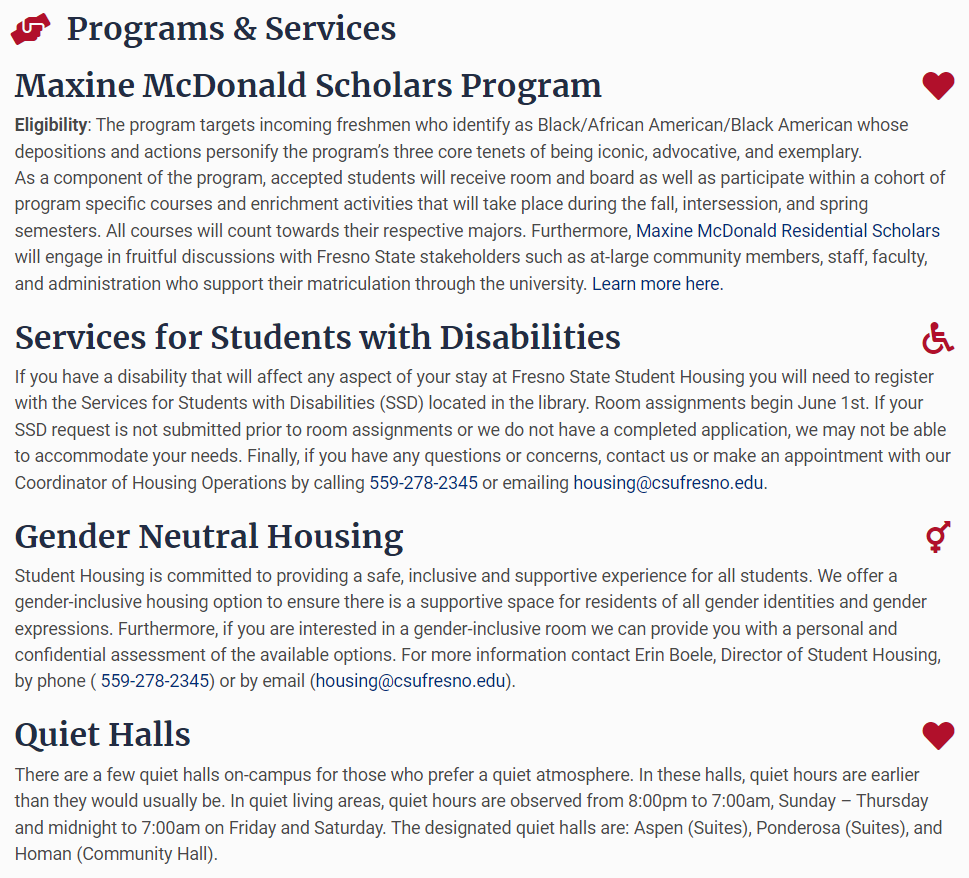 Programs & Services
Maxine McDonald Scholars Program
Eligibility: The program targets incoming freshmen who identify as Black/African American/Black American whose
depositions and actions personify the program's three core tenets of being iconic, advocative, and exemplary.
As a component of the program, accepted students will receive room and board as well as participate within a cohort of
program specific courses and enrichment activities that will take place during the fall, intersession, and spring
semesters. All courses will count towards their respective majors. Furthermore, Maxine McDonald Residential Scholars
will engage in fruitful discussions with Fresno State stakeholders such as at-large community members, staff, faculty,
and administration who support their matriculation through the university. Learn more here.
Services for Students with Disabilities
If you have a disability that will affect any aspect of your stay at Fresno State Student Housing you will need to register
with the Services for Students with Disabilities (SSD) located in the library. Room assignments begin June 1st. If your
SSD request is not submitted prior to room assignments or we do not have a completed application, we may not be able
to accommodate your needs. Finally, if you have any questions or concerns, contact us or make an appointment with our
Coordinator of Housing Operations by calling 559-278-2345 or emailing housing@csufresno.edu.
Gender Neutral Housing
Student Housing is committed to providing a safe, inclusive and supportive experience for all students. We offer a
gender-inclusive housing option to ensure there is a supportive space for residents of all gender identities and gender
expressions. Furthermore, if you are interested in a gender-inclusive room we can provide you with a personal and
confidential assessment of the available options. For more information contact Erin Boele, Director of Student Housing,
by phone ( 559-278-2345) or by email (housing@csufresno.edu).
Quiet Halls
There are a few quiet halls on-campus for those who prefer a quiet atmosphere. In these halls, quiet hours are earlier
than they would usually be. In quiet living areas, quiet hours are observed from 8:00pm to 7:00am, Sunday – Thursday
and midnight to 7:00am on Friday and Saturday. The designated quiet halls are: Aspen (Suites), Ponderosa (Suites), and
Homan (Community Hall).